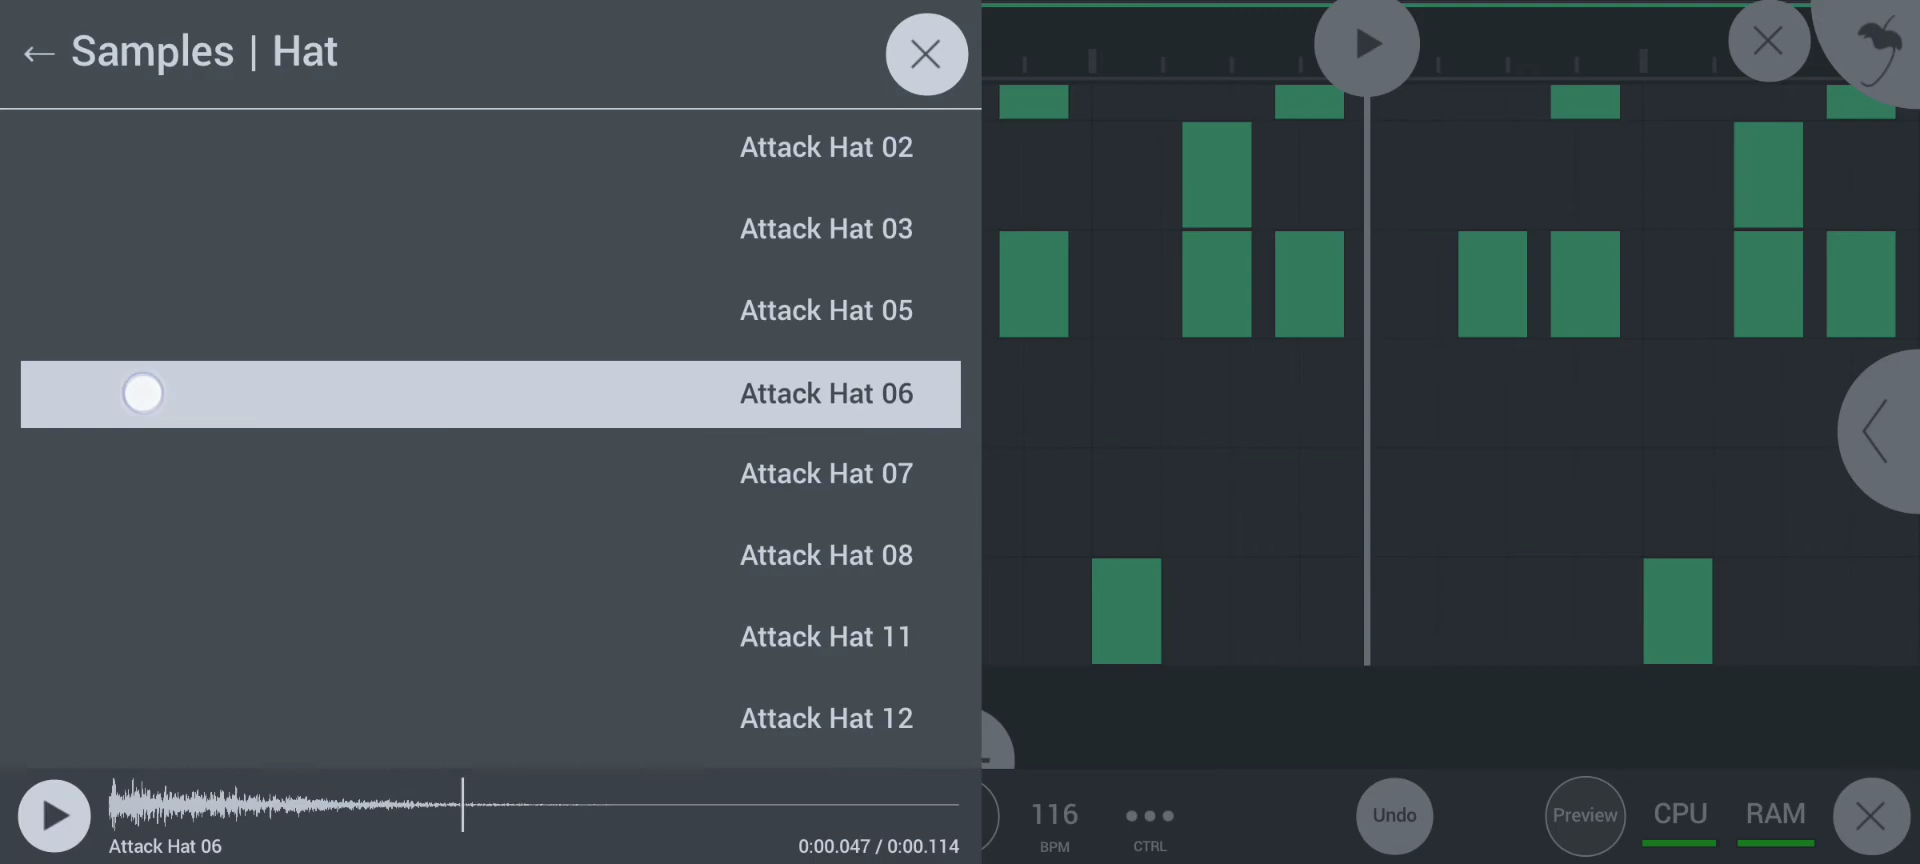 ← Samples | Hat
Attack Hat 02
Attack Hat 03
Attack Hat 05
Attack Hat 06
Attack Hat 07
Attack Hat 08
Attack Hat 11
Attack Hat 12
Attack Hat 06
0:00.047 / 0:00.114
116
BPM
CTRL
Undo
Preview
CPU
RAM